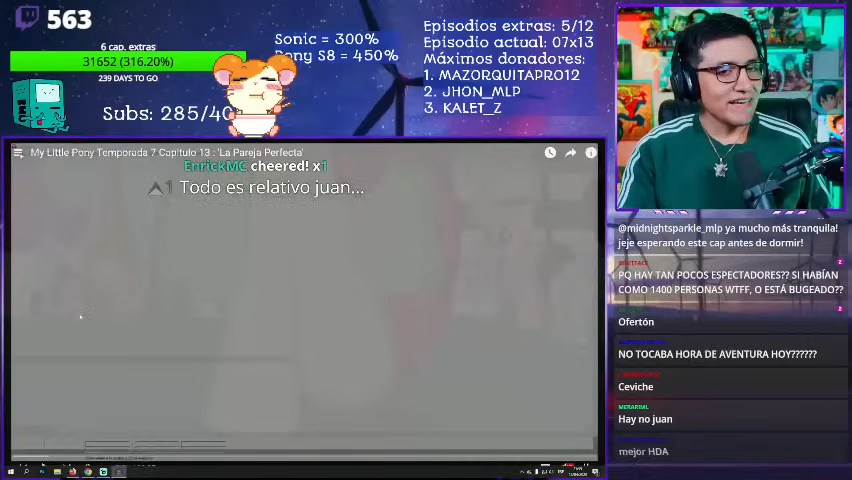 563
6 cap. extras
31652 (316.20%)
239 DAYS TO GO
Subs: 285/40
Sonic = 300%
Pony S8 = 450%
Episodios extras: 5/12
Episodio actual: 07x13
Máximos donadores:
1. MAZORQUITAPRO12
2. JHON_MLP
3. KALET_Z
My Little Pony Temporada 7 Capitulo 13 : 'La Pareja Perfecta'
EnrickMC cheered! x1
1 Todo es relativo juan...
@midnightsparkle_mlp ya mucho más tranquila!
jeje esperando este cap antes de dormir!
PQ HAY TAN POCOS ESPECTADORES?? SI HABÍAN
COMO 1400 PERSONAS WTFF, O ESTÁ BUGEADO??
Ofertón
NO TOCABA HORA DE AVENTURA HOY??????
Ceviche
Hay no juan
mejor HDA